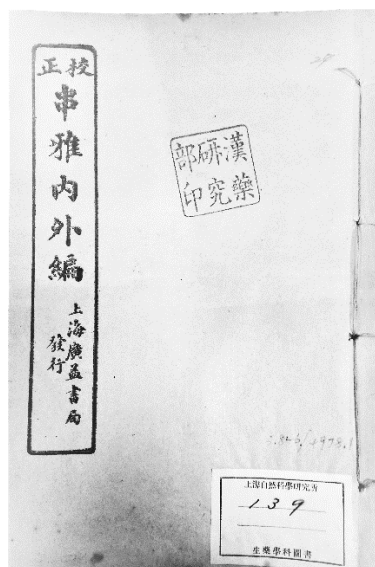 校正
串雅內外編
上海廣益書局
發行
漢藥
研究
部印
上海自然科學研究所
139
生藥學科圖書